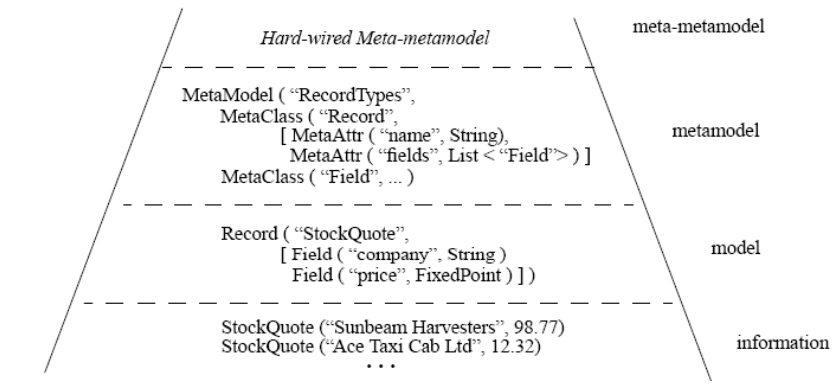 Hard-wired Meta-metamodel
meta-metamodel
MetaModel ( “RecordTypes”,
MetaClass ( “Record”,
[ MetaAttr ( “name”, String),
MetaAttr ( “fields”, List < “Field”> ) ]
MetaClass ( “Field”, ... )
metamodel
Record ( “StockQuote”,
[ Field ( “company”, String )
Field ( “price”, FixedPoint ) ] )
model
StockQuote (“Sunbeam Harvesters”, 98.77)
StockQuote (“Ace Taxi Cab Ltd”, 12.32)
• • •
information